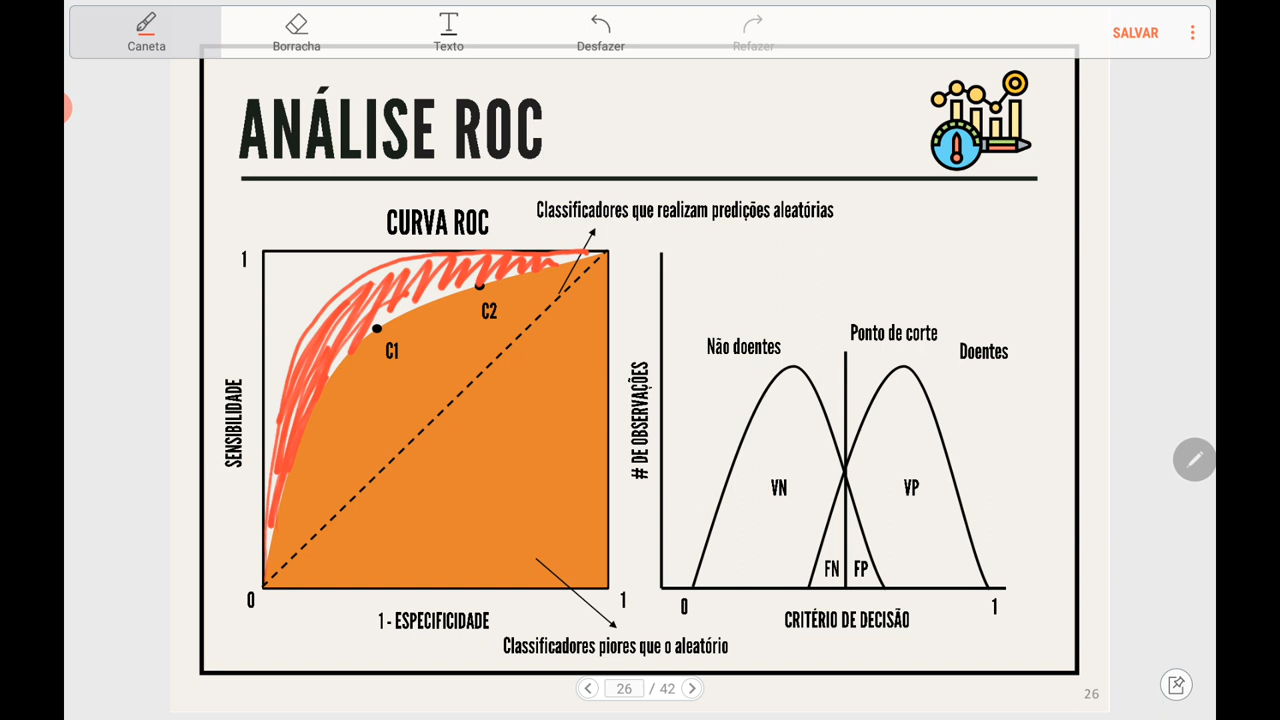 Caneta
Borracha
Texto
Desfazer
Refazer
SALVAR
ANÁLISE ROC
CURVA ROC
Classificadores que realizam predições aleatórias
1
C2
C1
SENSIBILIDADE
0
1
1 - ESPECIFICIDADE
Classificadores piores que o aleatório
Não doentes
Ponto de corte
Doentes
# DE OBSERVAÇÕES
VN
VP
FN
FP
0
1
CRITÉRIO DE DECISÃO
26 / 42
26